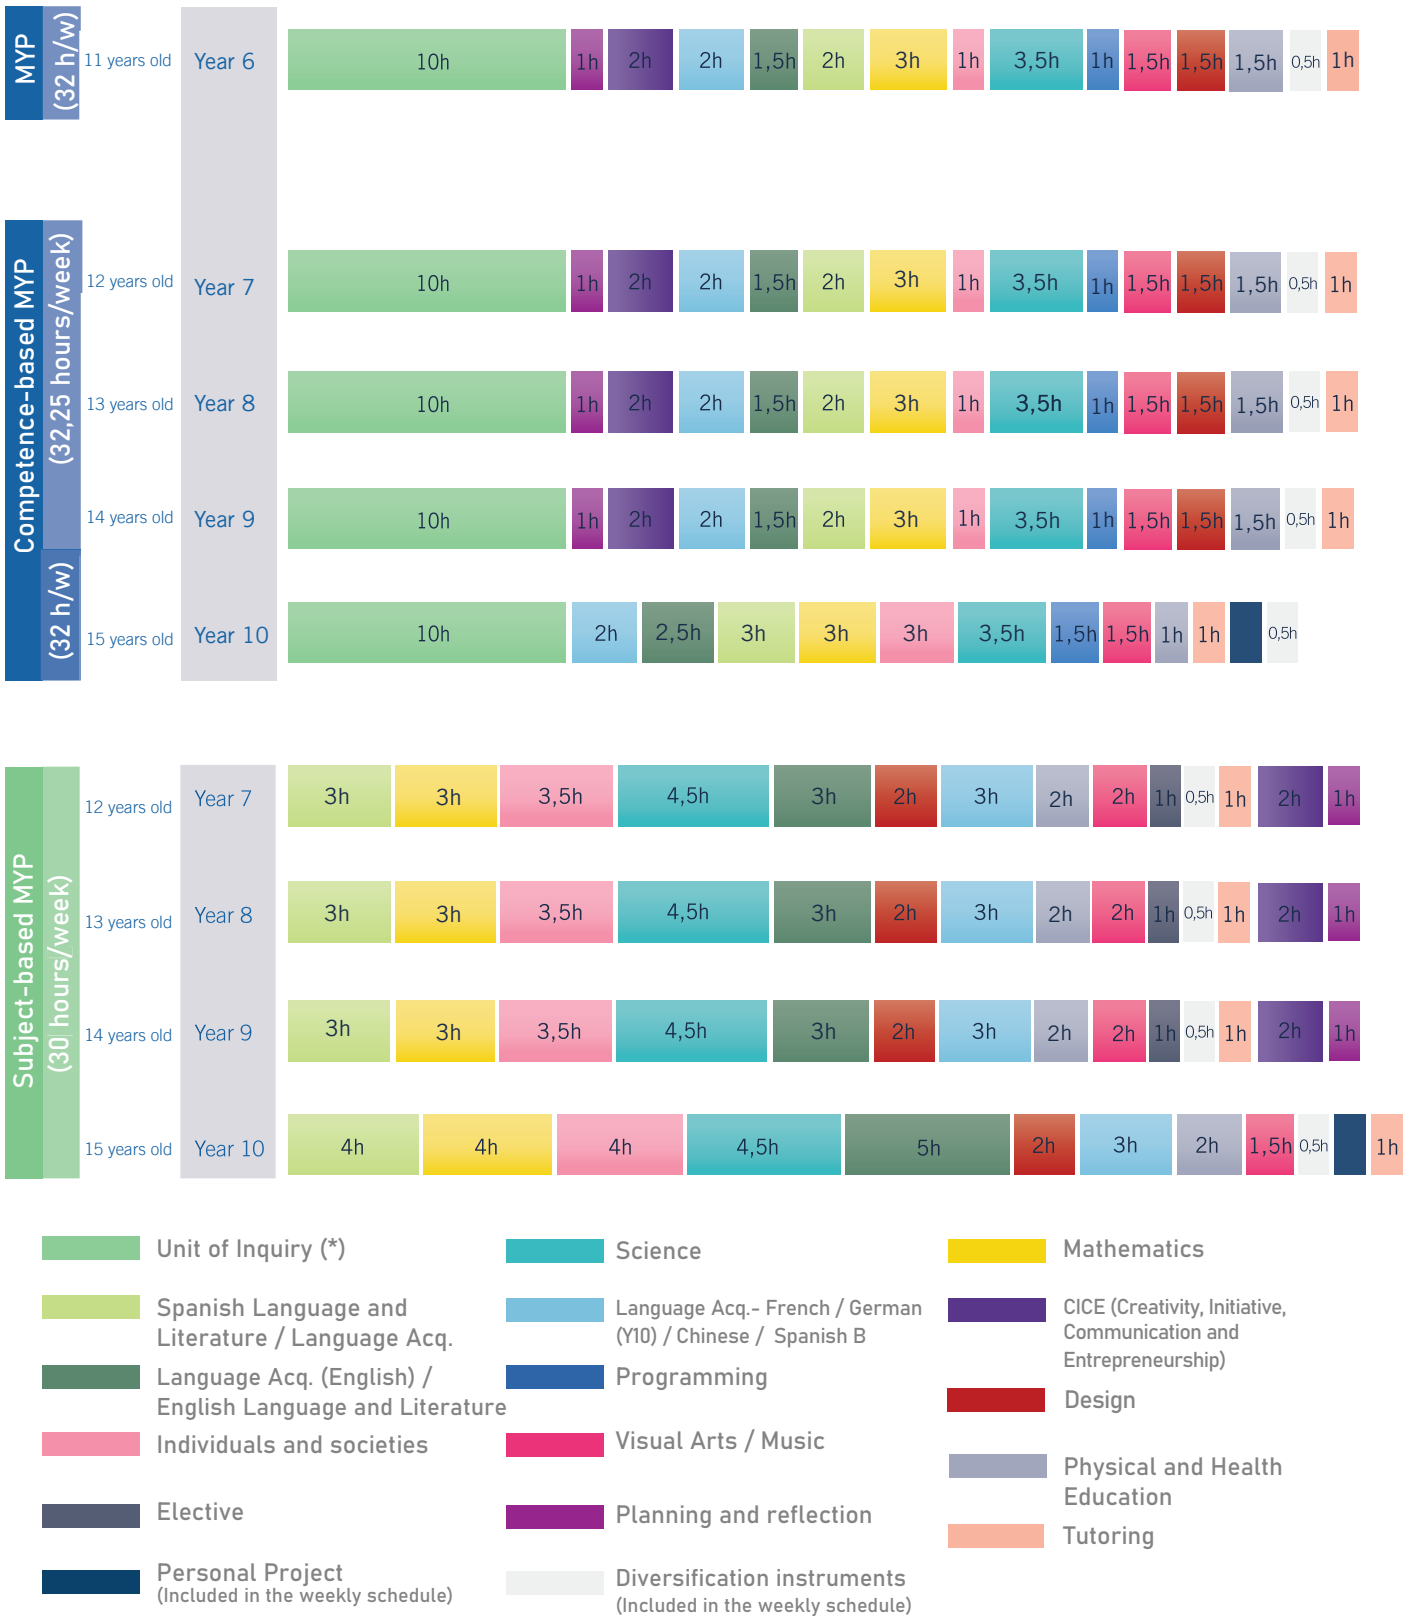 MYP
(32 h/w)
11 years old
Year 6
10h
1h
2h
2h
1,5h
2h
3h
1h
3,5h
1h
1,5h
1,5h
1,5h
0,5h
1h
Competence-based MYP
(32,25 hours/week)
(32 h/w)
12 years old
Year 7
10h
1h
2h
2h
1,5h
2h
3h
1h
3,5h
1h
1,5h
1,5h
1,5h
0,5h
1h
13 years old
Year 8
10h
1h
2h
2h
1,5h
2h
3h
1h
3,5h
1h
1,5h
1,5h
1,5h
0,5h
1h
14 years old
Year 9
10h
1h
2h
2h
1,5h
2h
3h
1h
3,5h
1h
1,5h
1,5h
1,5h
0,5h
1h
15 years old
Year 10
10h
2h
2,5h
3h
3h
3h
3,5h
1,5h
1,5h
1h
1h
0,5h
Subject-based MYP
(30 hours/week)
12 years old
Year 7
3h
3h
3,5h
4,5h
3h
2h
3h
2h
2h
1h
0,5h
1h
2h
1h
13 years old
Year 8
3h
3h
3,5h
4,5h
3h
2h
3h
2h
2h
1h
0,5h
1h
2h
1h
14 years old
Year 9
3h
3h
3,5h
4,5h
3h
2h
3h
2h
2h
1h
0,5h
1h
2h
1h
15 years old
Year 10
4h
4h
4h
4,5h
5h
2h
3h
2h
1,5h
0,5h
1h
Unit of Inquiry (*)
Spanish Language and
Literature / Language Acq.
Language Acq. (English) /
English Language and Literature
Individuals and societies
Elective
Personal Project
(Included in the weekly schedule)
Science
Language Acq.- French / German
(Y10) / Chinese / Spanish B
Programming
Visual Arts / Music
Planning and reflection
Diversification instruments
(Included in the weekly schedule)
Mathematics
CICE (Creativity, Initiative,
Communication and
Entrepreneurship)
Design
Physical and Health
Education
Tutoring